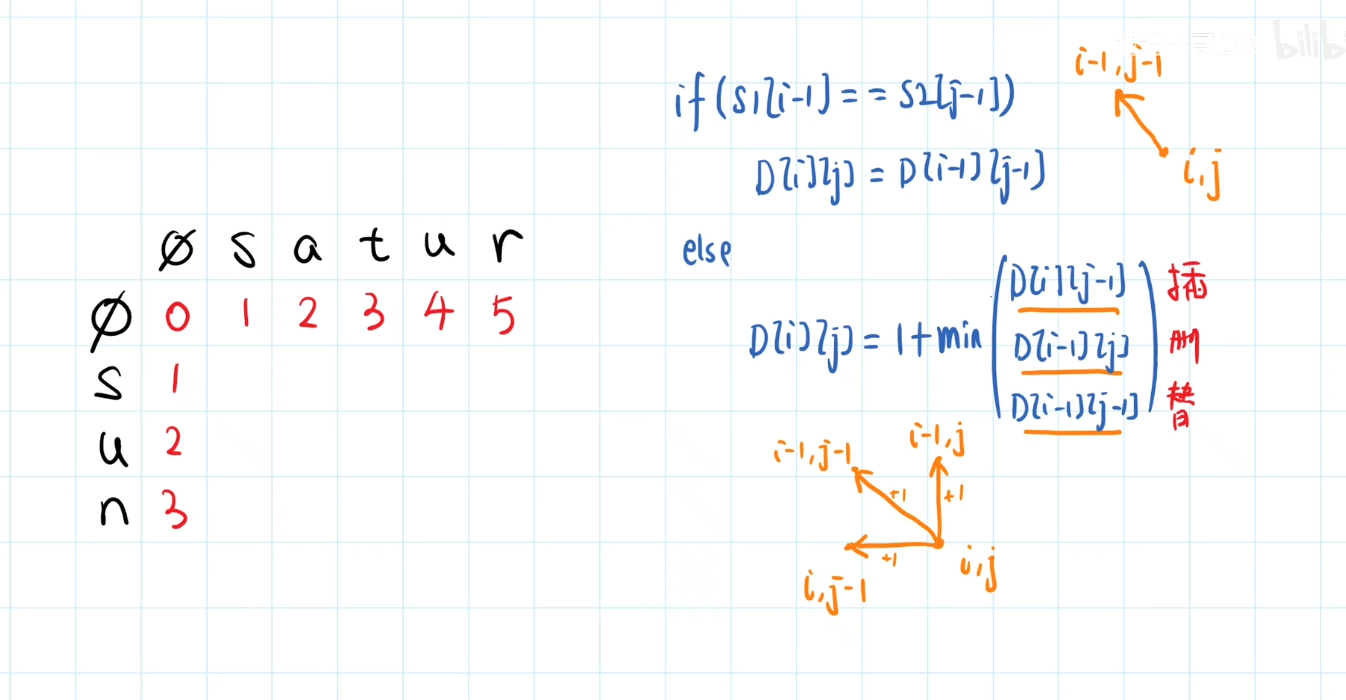 bilibi
if(S1[i-1]==S2[j-1])
D[i][j]=D[i-1][j-1]
i-1,j-1
i,j
else
D[i][j]=1+min
D[i][j-1] 插
D[i-1][j] 删
D[i-1][j-1] 替
ø s a t u r
ø 0 1 2 3 4 5
s 1
u 2
n 3
i-1,j-1
i-1,j
+1
+1
+1
i,j-1
i,j